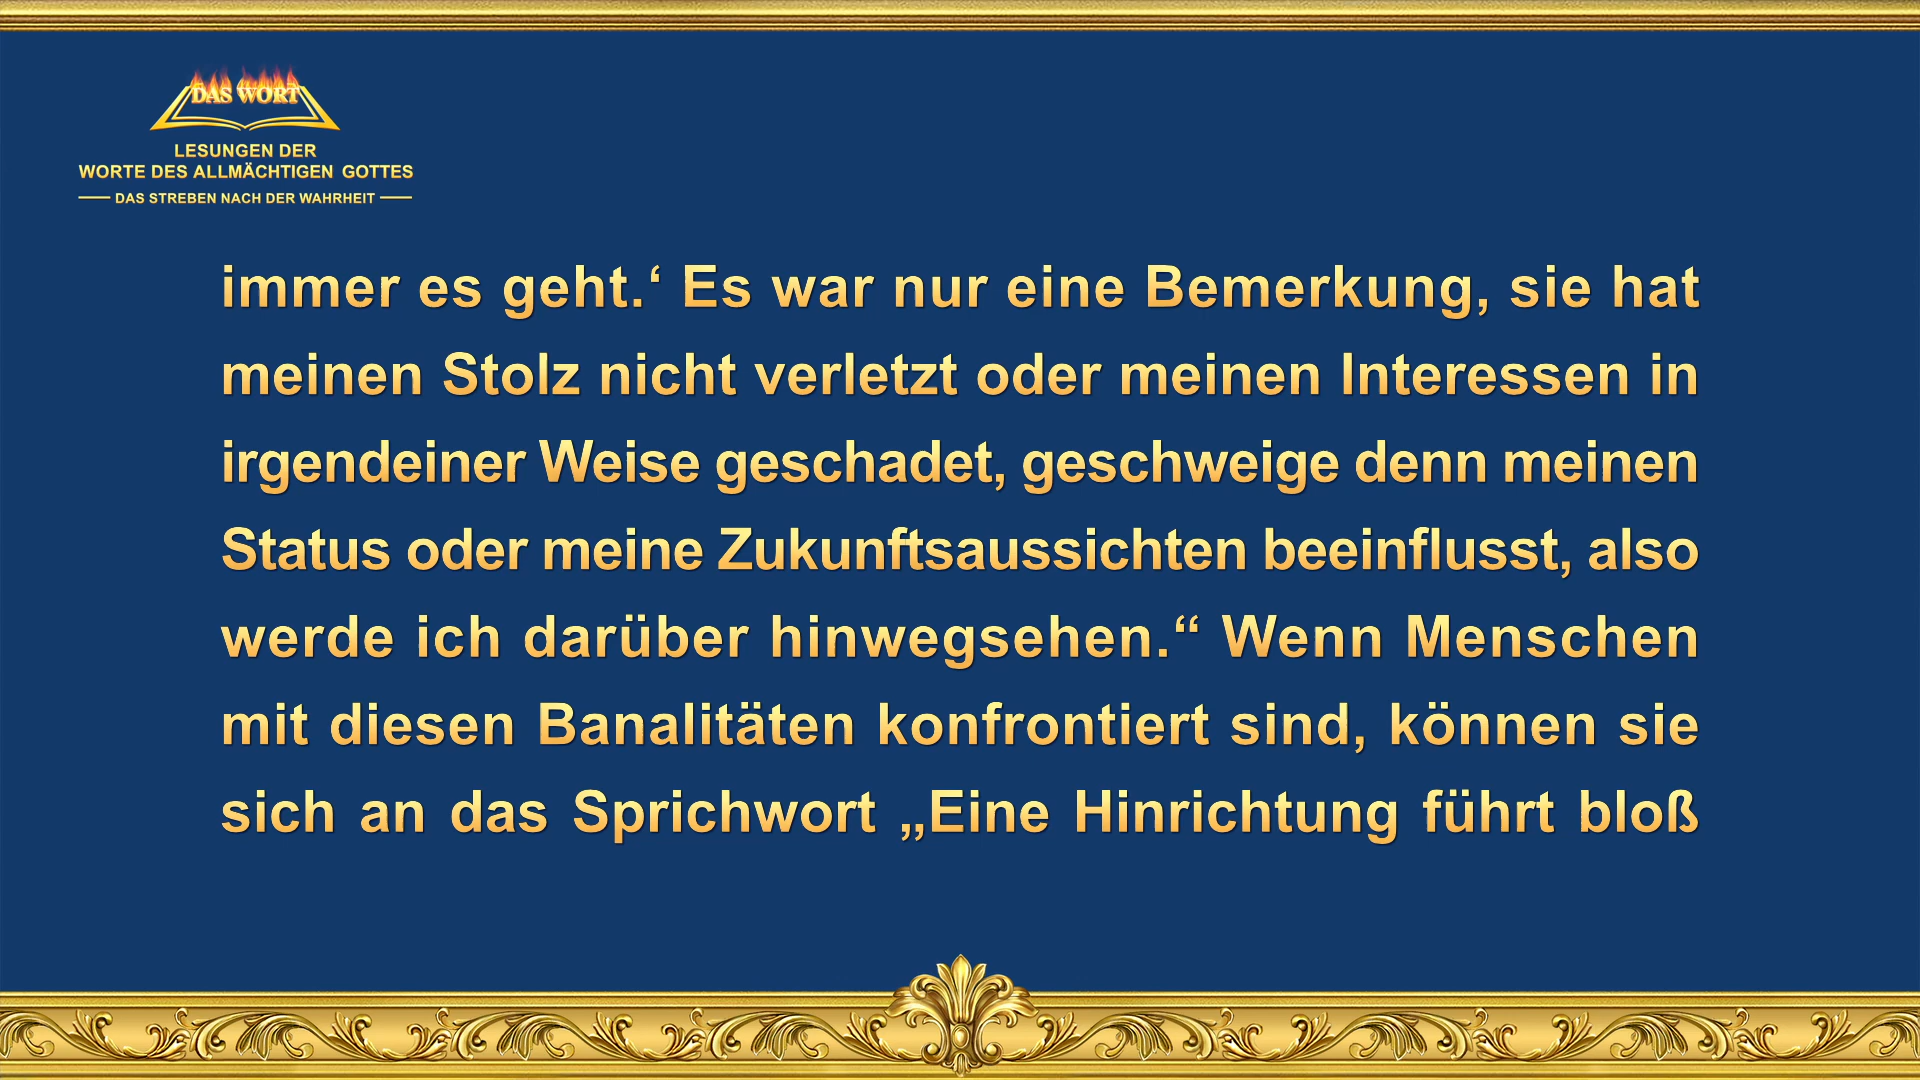 DAS WORT
LESUNGEN DER
WORTE DES ALLMÄCHTIGEN GOTTES
DAS STREBEN NACH DER WAHRHEIT
immer es geht.‘ Es war nur eine Bemerkung, sie hat
meinen Stolz nicht verletzt oder meinen Interessen in
irgendeiner Weise geschadet, geschweige denn meinen
Status oder meine Zukunftsaussichten beeinflusst, also
werde ich darüber hinwegsehen.“ Wenn Menschen
mit diesen Banalitäten konfrontiert sind, können sie
sich an das Sprichwort „Eine Hinrichtung führt bloß